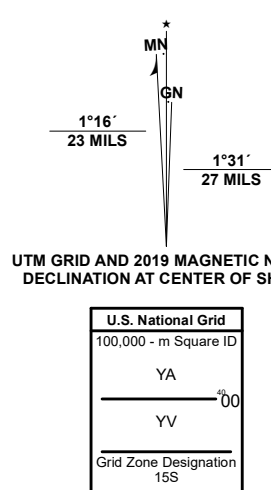 MN
GN
1°16´
23 MILS
1°31´
27 MILS
UTM GRID AND 2019 MAGNETIC N
DECLINATION AT CENTER OF SH
U.S. National Grid
100,000 - m Square ID
YA
40
00
YV
Grid Zone Designation
15S